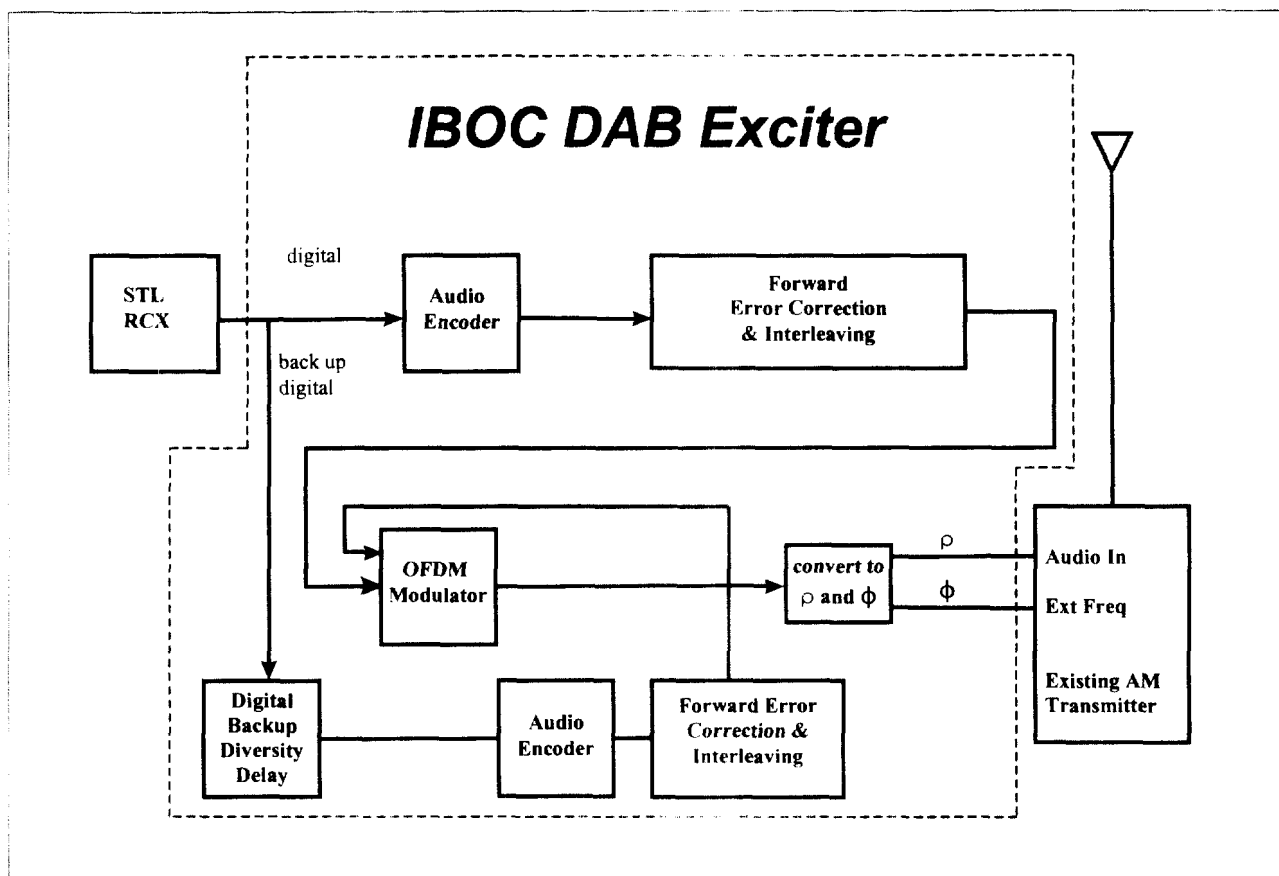 IBOC DAB Exciter
digital
STL
RCX
Audio
Encoder
Forward
Error Correction
& Interleaving
back up
digital
OFDM
Modulator
convert to
ρ and ϕ
ρ
ϕ
Audio In
Ext Freq
Existing AM
Transmitter
Digital
Backup
Diversity
Delay
Audio
Encoder
Forward Error
Correction &
Interleaving